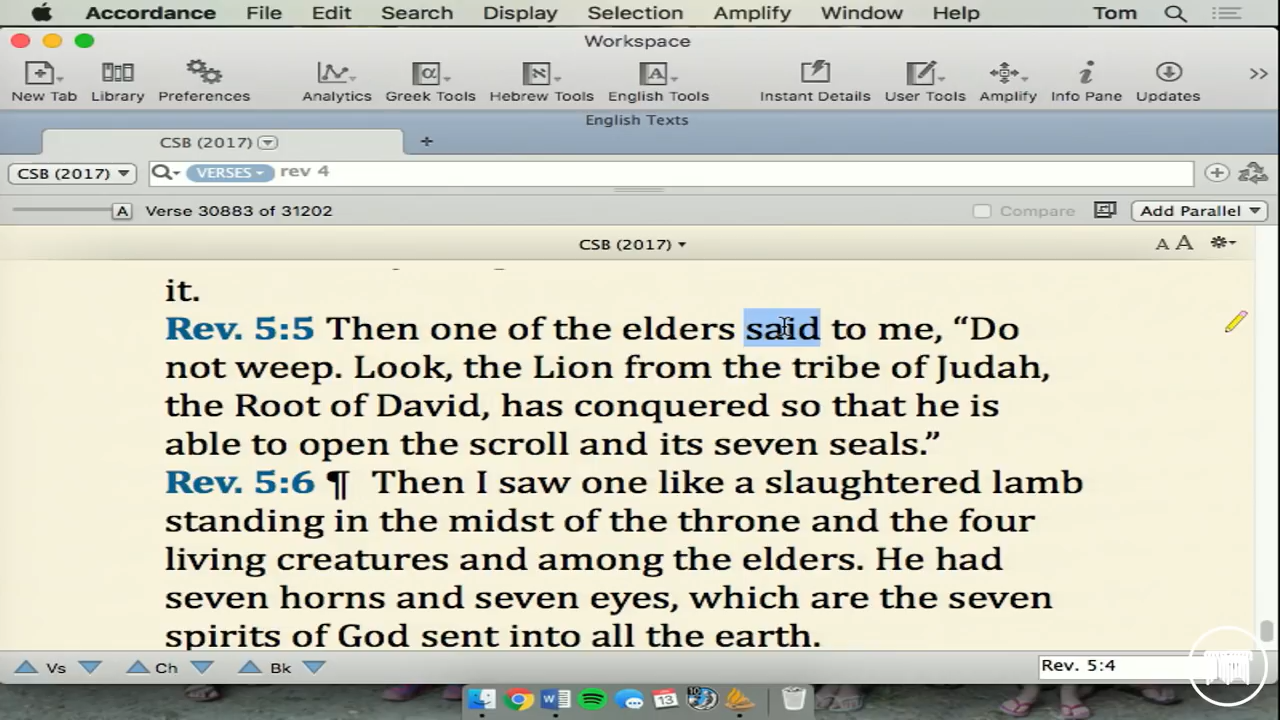 Accordance File Edit Search Display Selection Amplify Window Help Tom
Workspace
New Tab Library Preferences Analytics Greek Tools Hebrew Tools English Tools Instant Details User Tools Amplify Info Pane Updates
English Texts
CSB (2017)
CSB (2017) VERSES rev 4
A Verse 30883 of 31202 Compare Add Parallel
CSB (2017) A A
it.
Rev. 5:5 Then one of the elders said to me, “Do
not weep. Look, the Lion from the tribe of Judah,
the Root of David, has conquered so that he is
able to open the scroll and its seven seals.”
Rev. 5:6 ¶ Then I saw one like a slaughtered lamb
standing in the midst of the throne and the four
living creatures and among the elders. He had
seven horns and seven eyes, which are the seven
spirits of God sent into all the earth.
Vs Ch Bk Rev. 5:4
13 10